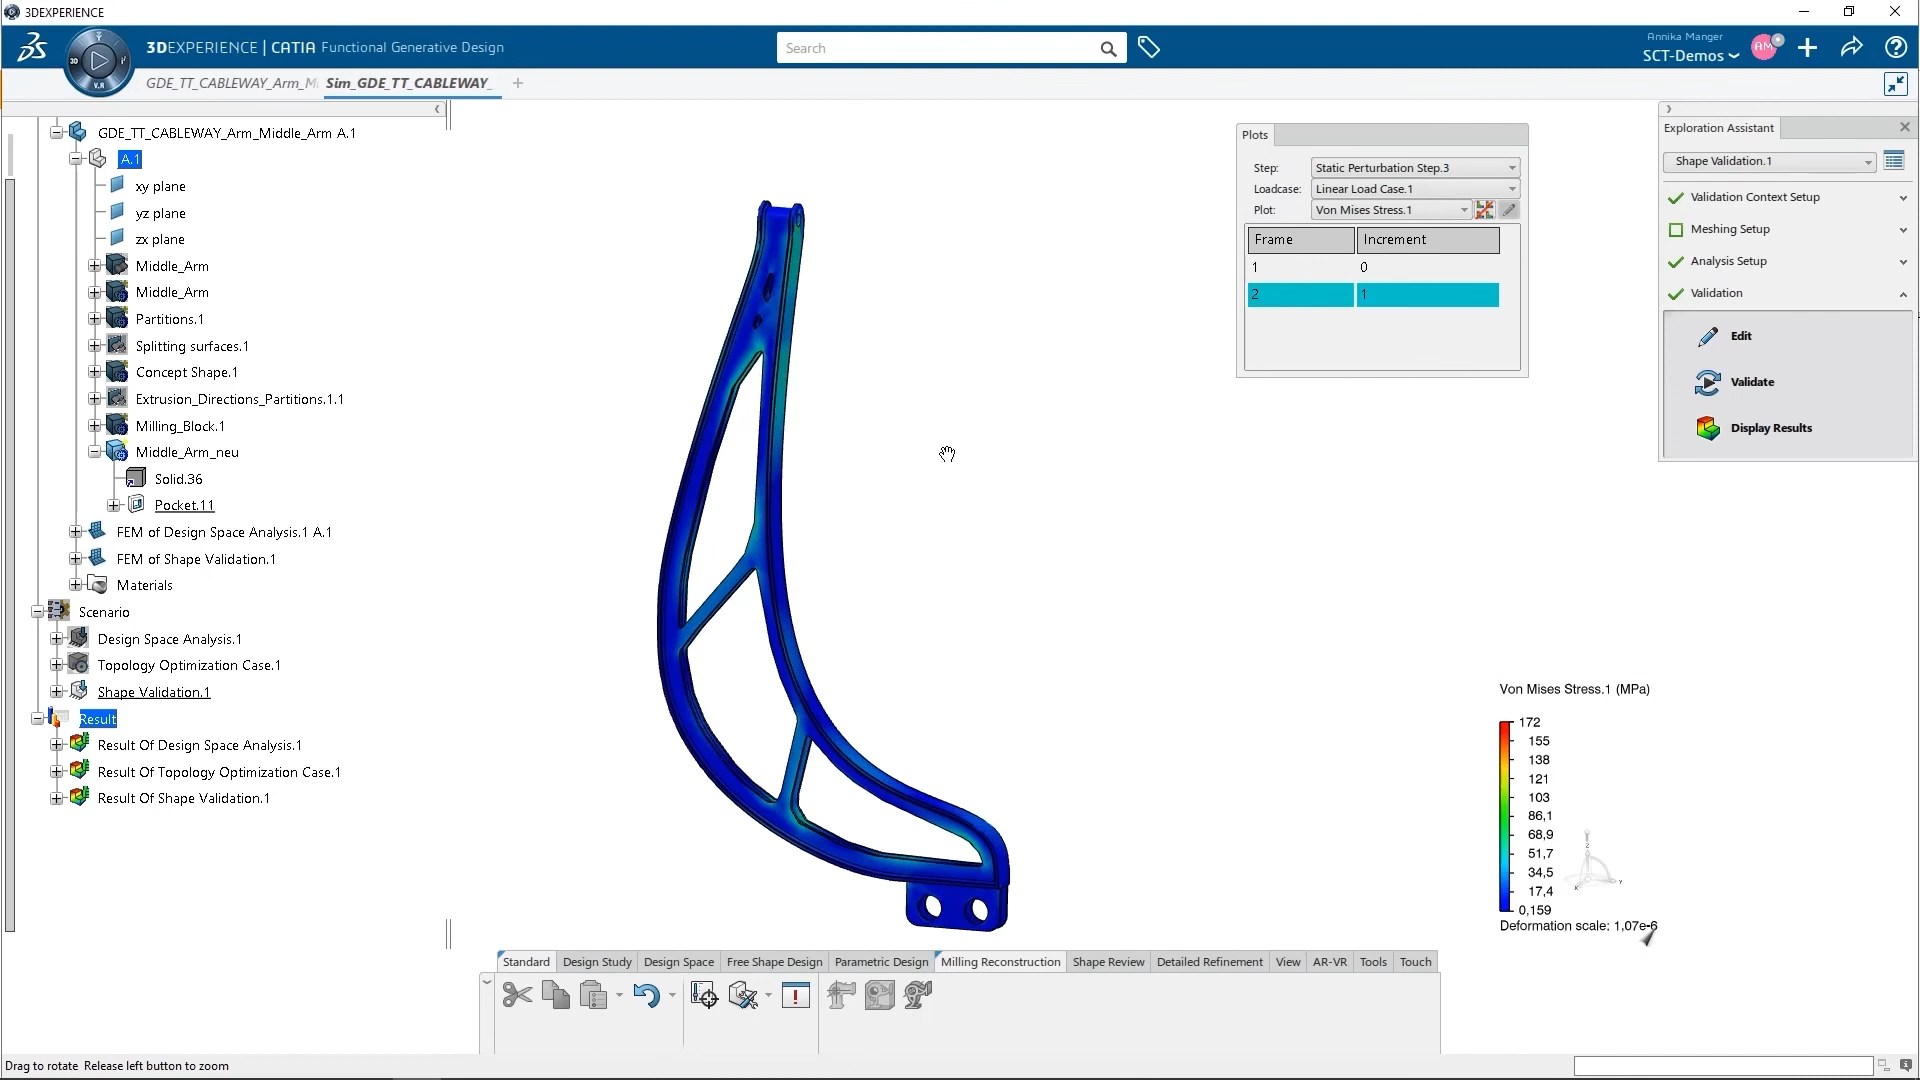 3DEXPERIENCE
3DEXPERIENCE | CATIA Functional Generative Design
Search
Annika Manger
SCT-Demos
AM
3D
V.R
GDE_TT_CABLEWAY_Arm_M
Sim_GDE_TT_CABLEWAY_
GDE_TT_CABLEWAY_Arm_Middle_Arm A.1
A.1
xy plane
yz plane
zx plane
Middle_Arm
Middle_Arm
Partitions.1
Splitting surfaces.1
Concept Shape.1
Extrusion_Directions_Partitions.1.1
Milling_Block.1
Middle_Arm_neu
Solid.36
Pocket.11
FEM of Design Space Analysis.1 A.1
FEM of Shape Validation.1
Materials
Scenario
Design Space Analysis.1
Topology Optimization Case.1
Shape Validation.1
Result
Result Of Design Space Analysis.1
Result Of Topology Optimization Case.1
Result Of Shape Validation.1
Plots
Step: Static Perturbation Step.3
Loadcase: Linear Load Case.1
Plot: Von Mises Stress.1
Frame Increment
1 0
2 1
Exploration Assistant
Shape Validation.1
Validation Context Setup
Meshing Setup
Analysis Setup
Validation
Edit
Validate
Display Results
Von Mises Stress.1 (MPa)
172
155
138
121
103
86,1
68,9
51,7
34,5
17,4
0,159
Deformation scale: 1,07e-6
Standard Design Study Design Space Free Shape Design Parametric Design Milling Reconstruction Shape Review Detailed Refinement View AR-VR Tools Touch
Drag to rotate Release left button to zoom